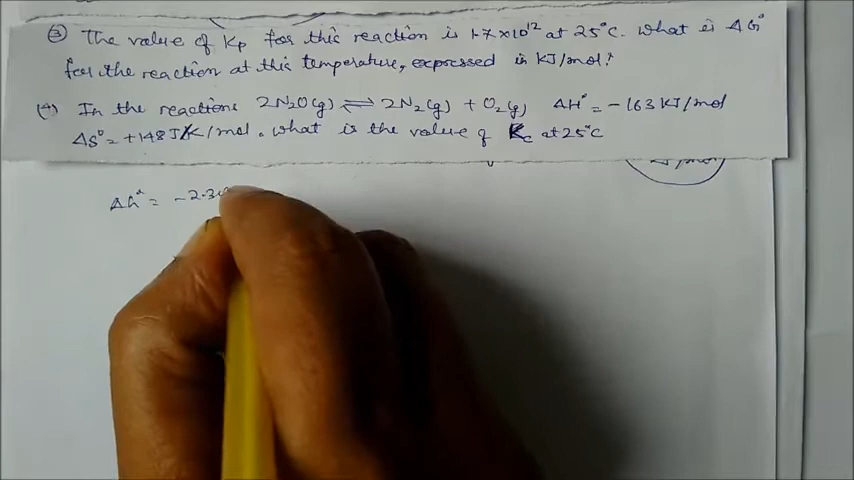 ③ The value of Kp for this reaction is 1.7×10¹² at 25°C. What is ΔG°
for the reaction at this temperature, expressed in KJ/mol?
(4) In the reactions 2N₂O(g) ⇌ 2N₂(g) + O₂(g) ΔH° = -163 KJ/mol
ΔS° = +148 J/K/mol. What is the value of Kc at 25°C
ΔG° = -2.3